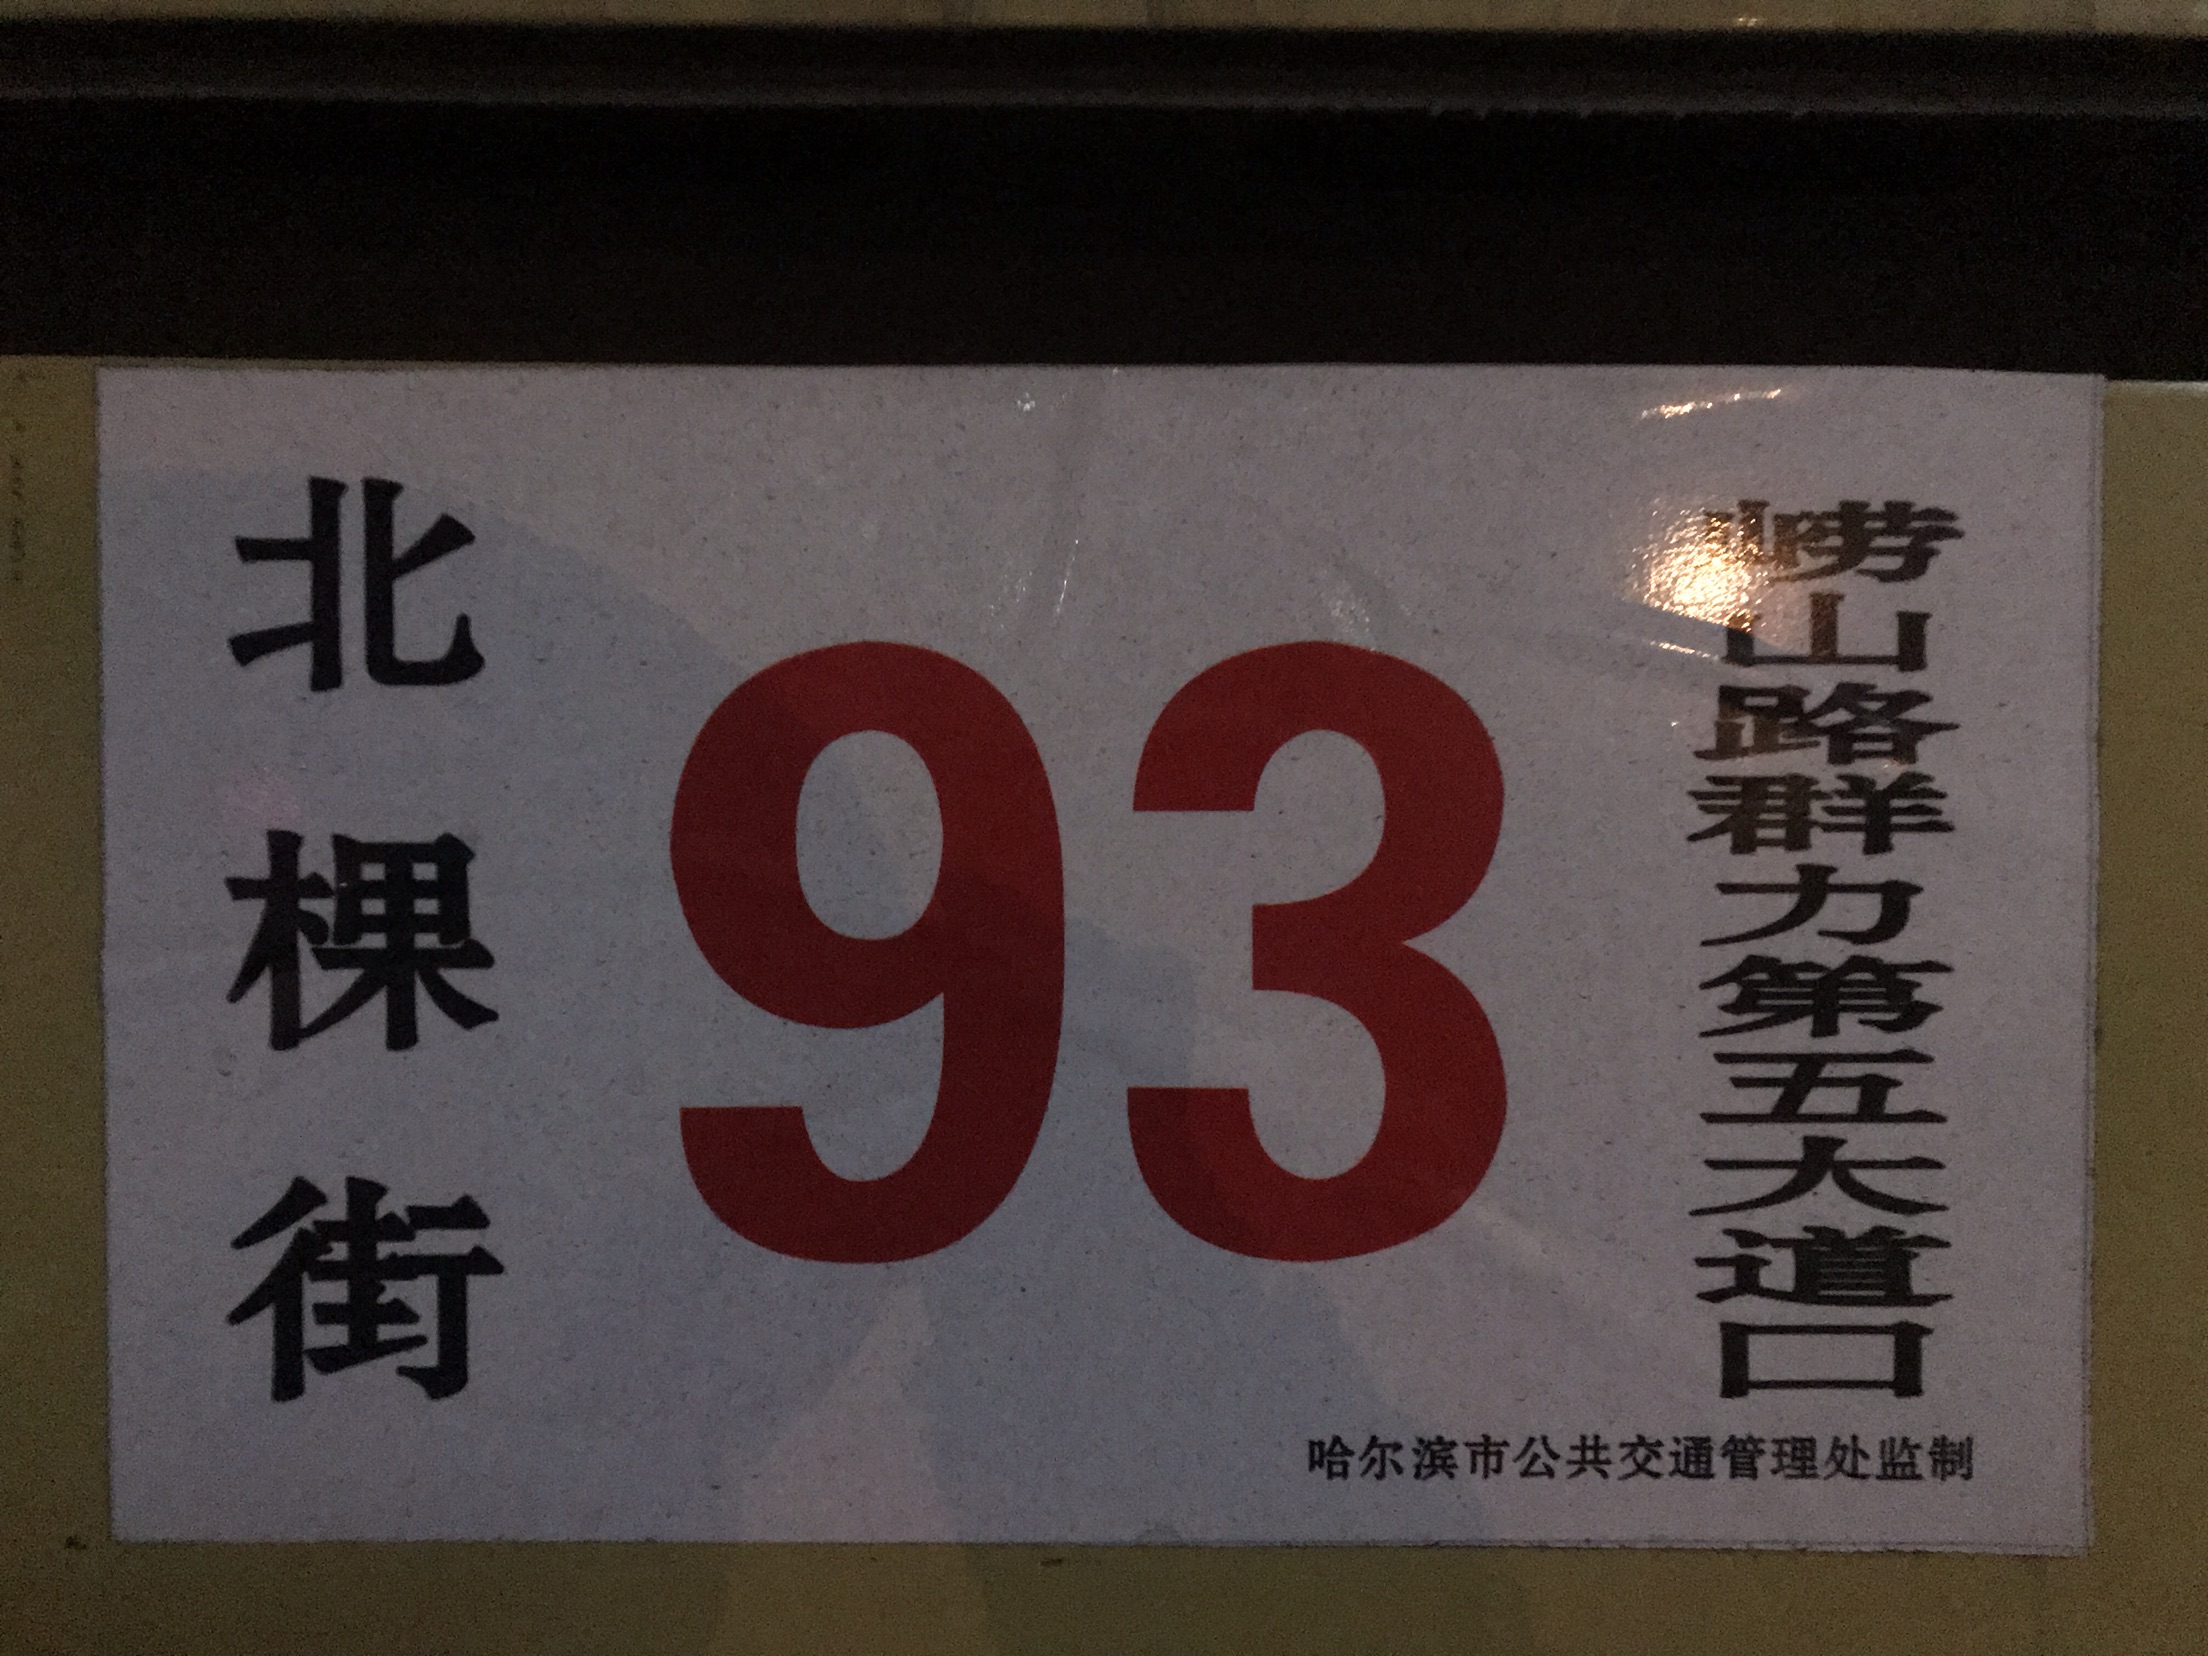 北棵街
93
崂山路群力第五大道口
哈尔滨市公共交通管理处监制